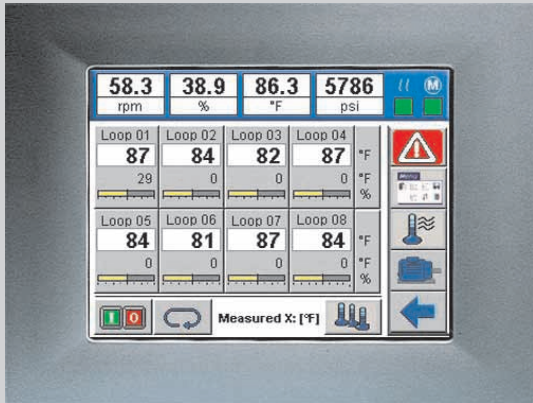 58.3 38.9 86.3 5786 M
rpm % °F psi
Loop 01 Loop 02 Loop 03 Loop 04
87 84 82 87 °F
29 0 0 0 °F
%
Menu
Loop 05 Loop 06 Loop 07 Loop 08
84 81 87 84 °F
0 0 0 0 °F
%
I 0 Measured X: [°F]